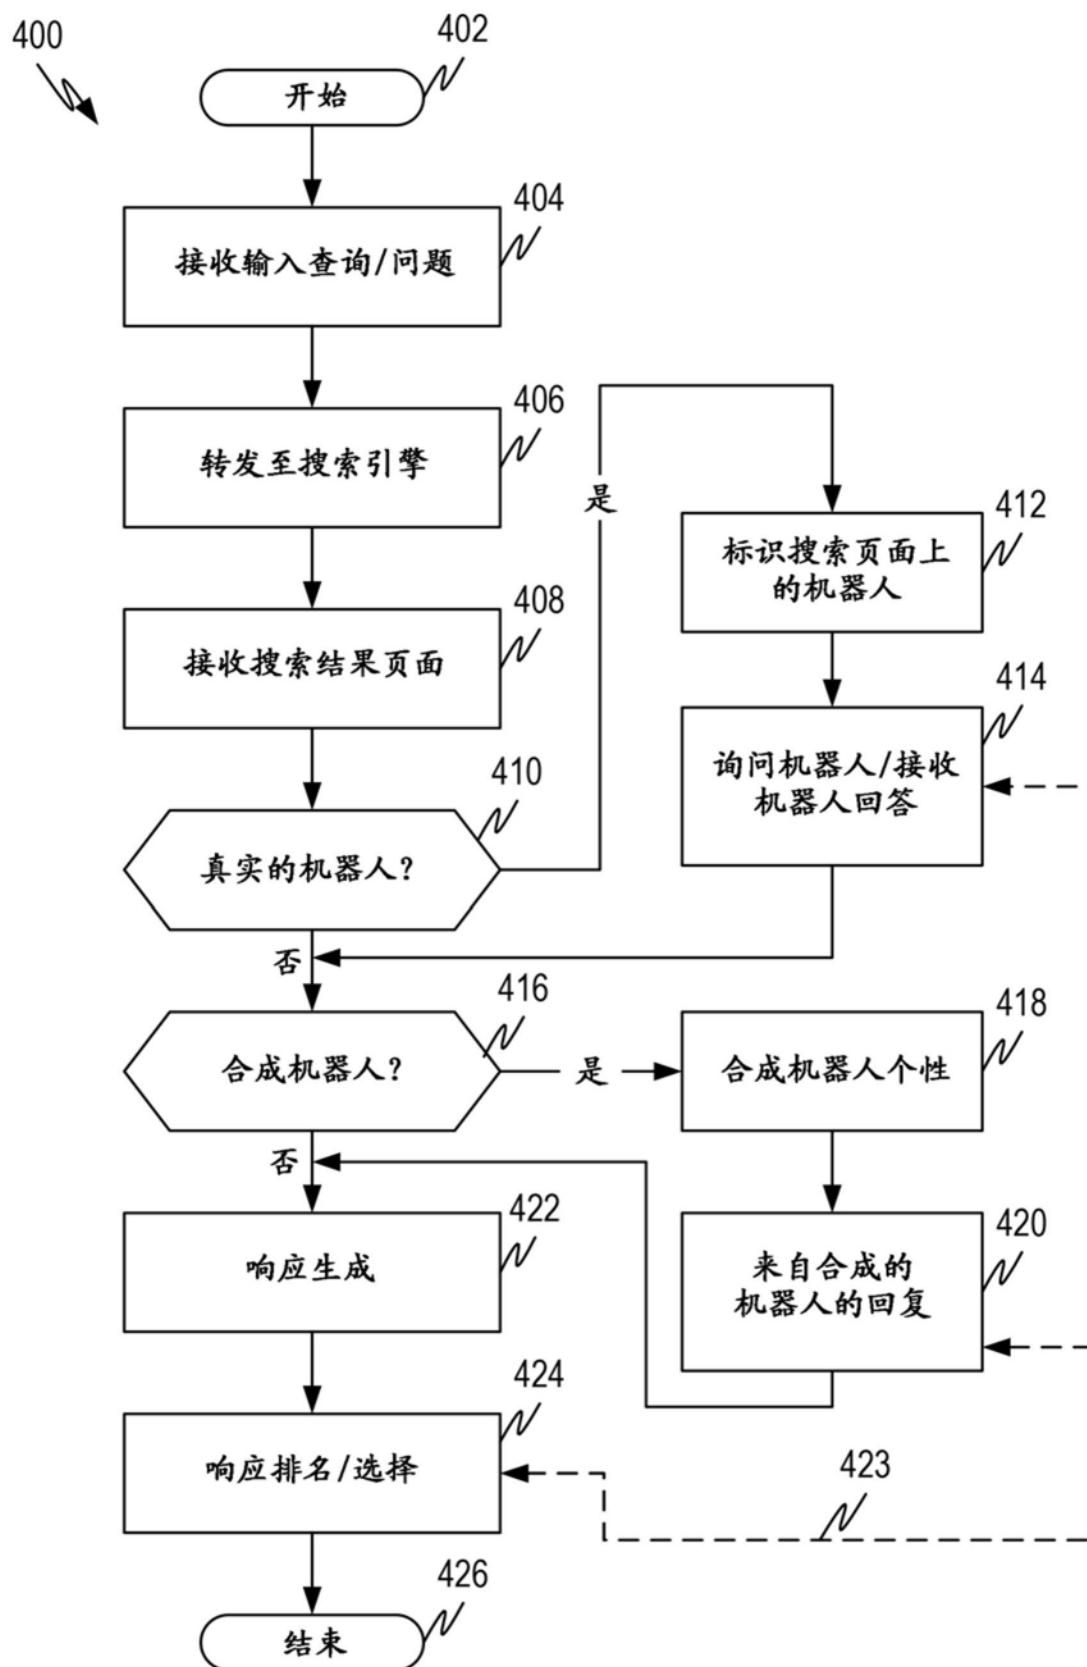 400
402
开始
404
接收输入查询/问题
406
转发至搜索引擎
是
412
标识搜索页面上
的机器人
408
接收搜索结果页面
414
询问机器人/接收
机器人回答
410
真实的机器人?
否
416
合成机器人?
是
418
合成机器人个性
否
422
响应生成
420
来自合成的
机器人的回复
424
响应排名/选择
423
426
结束